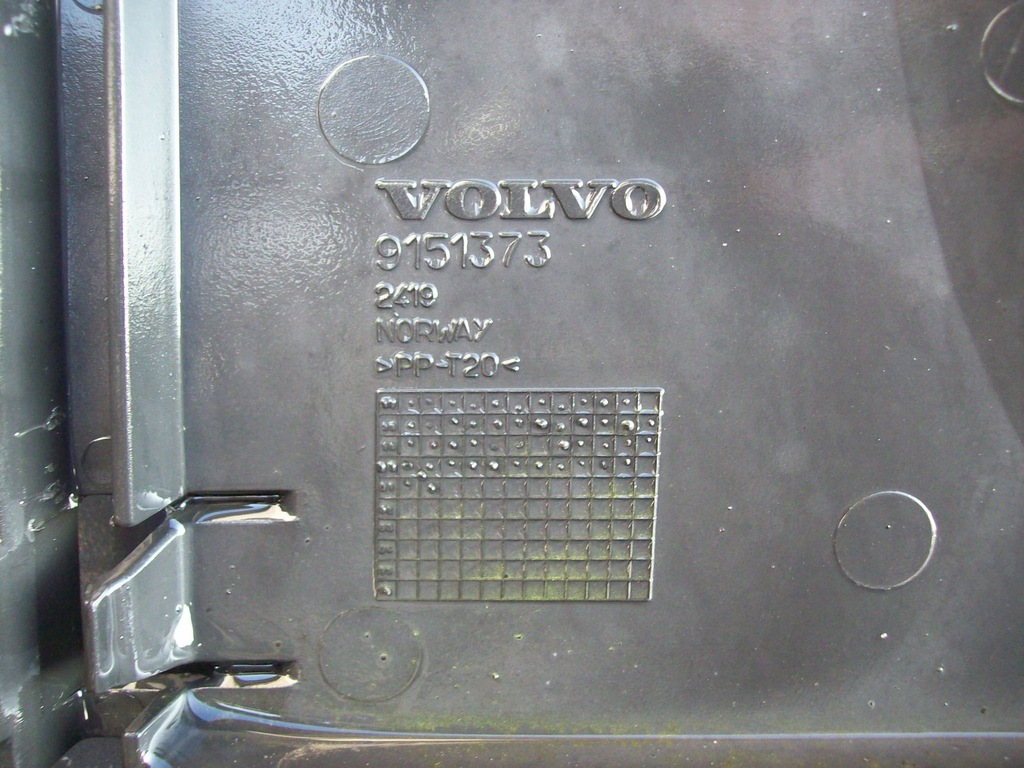 VOLVO
9151373
2419
NORWAY
>PP-T20<